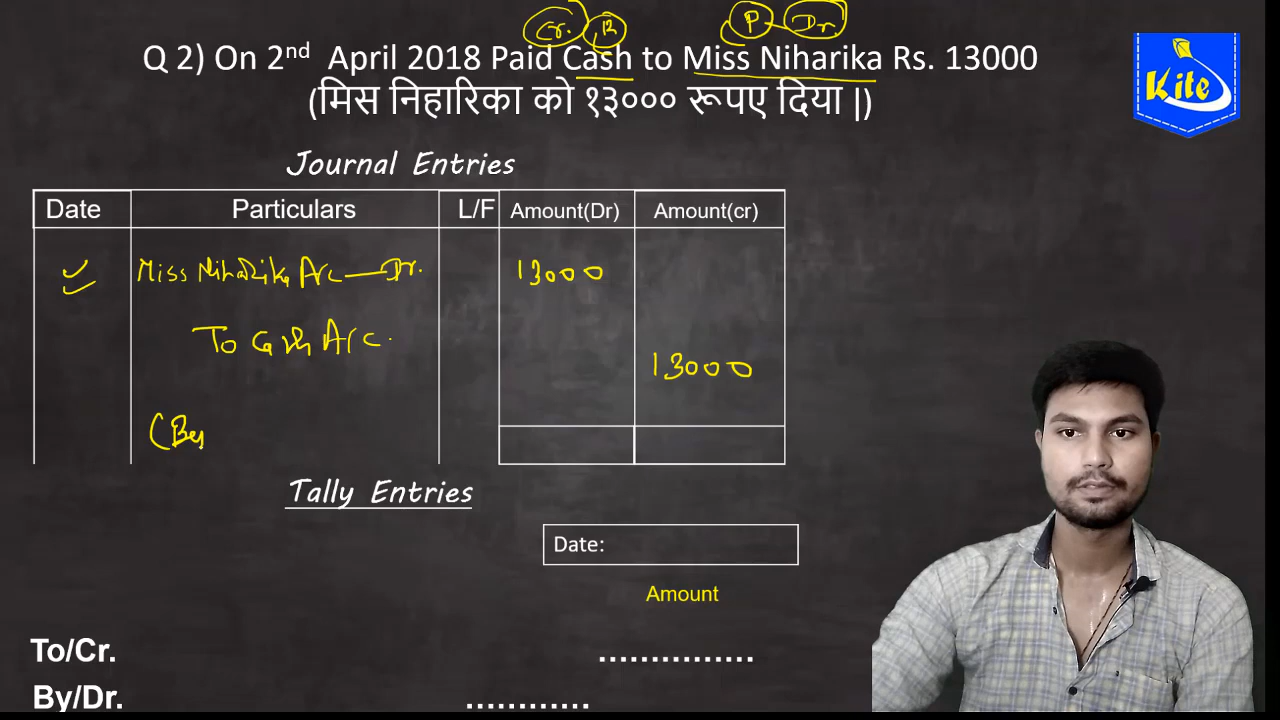 Cr. R P Dr.
Q 2) On 2nd April 2018 Paid Cash to Miss Niharika Rs. 13000
(मिस निहारिका को १३००० रूपए दिया |)
Kite
Journal Entries
Date Particulars L/F Amount(Dr) Amount(cr)
Miss Niharika A/c — Dr. 13000
To Cash A/c.
13000
(Bei
Tally Entries
Date:
Amount
To/Cr. ...............
By/Dr. ............